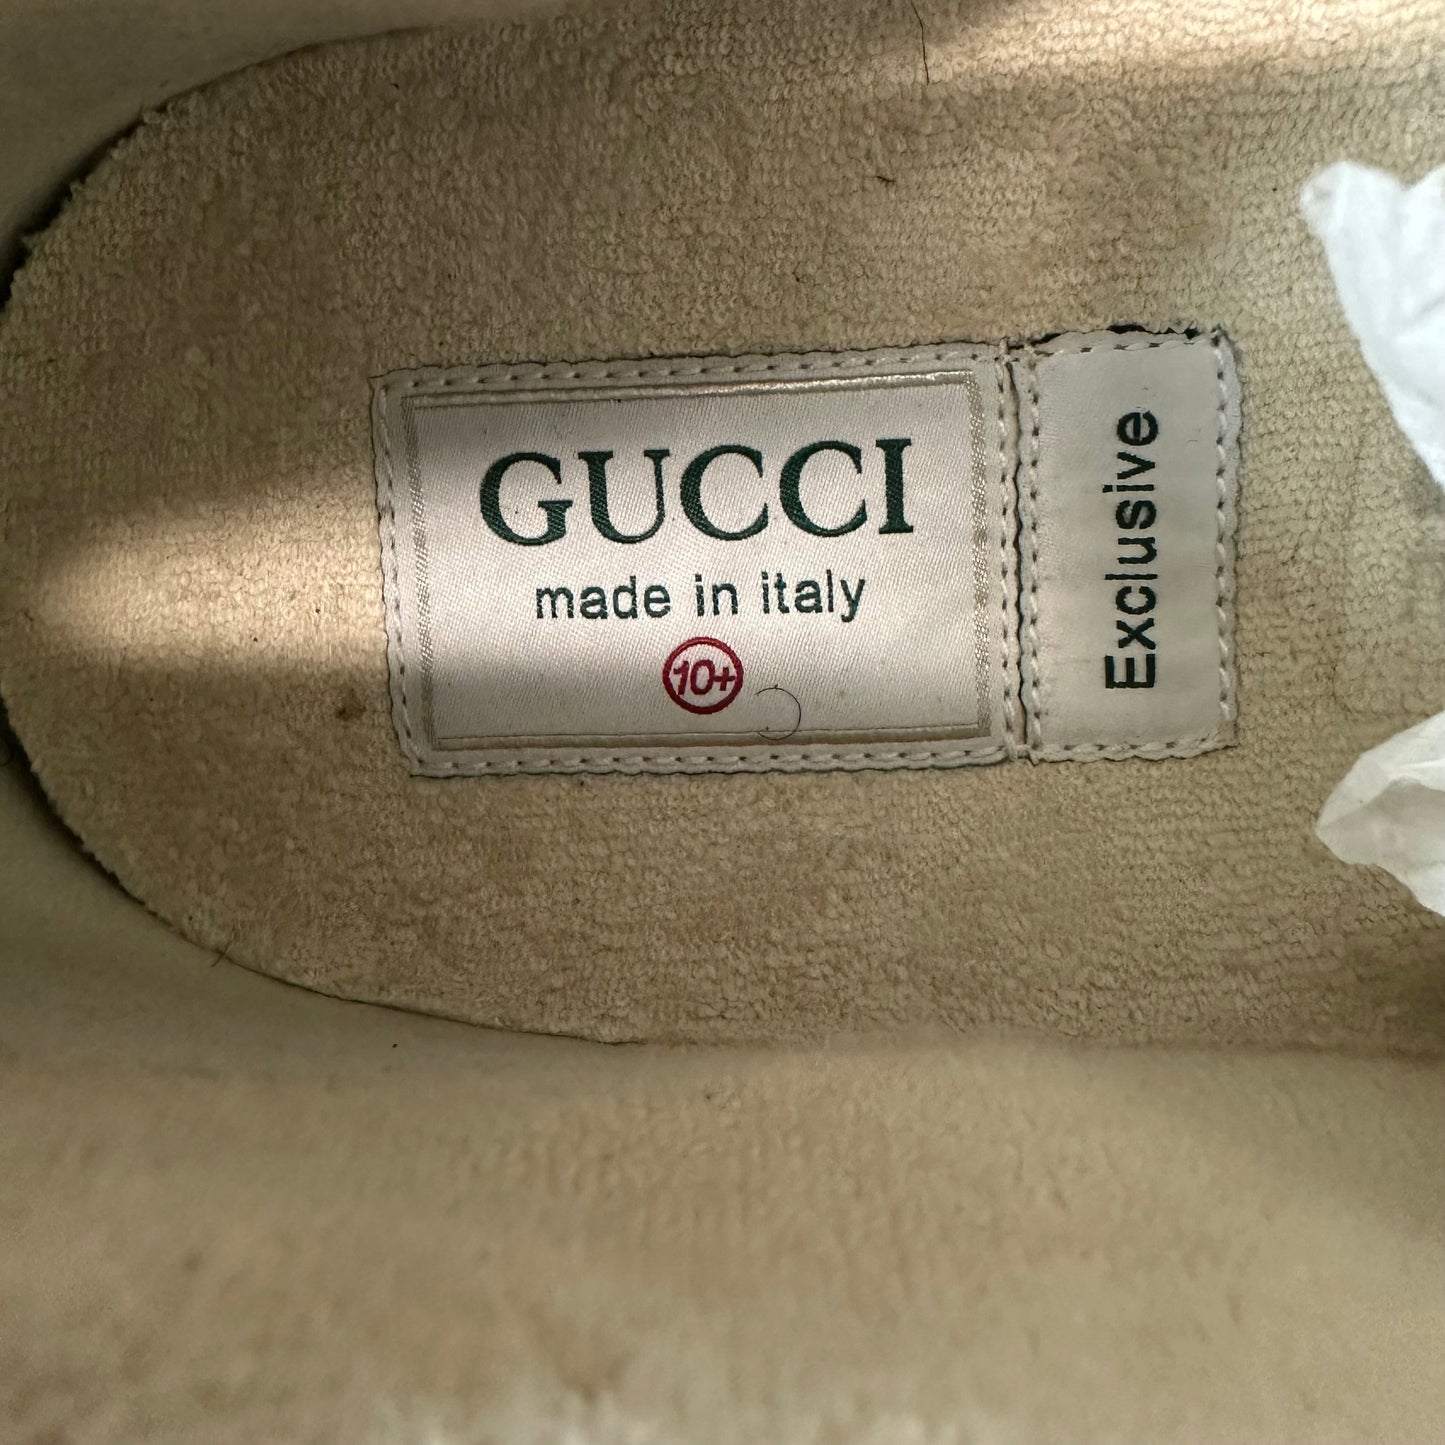 GUCCI
made in italy
10+
Exclusive